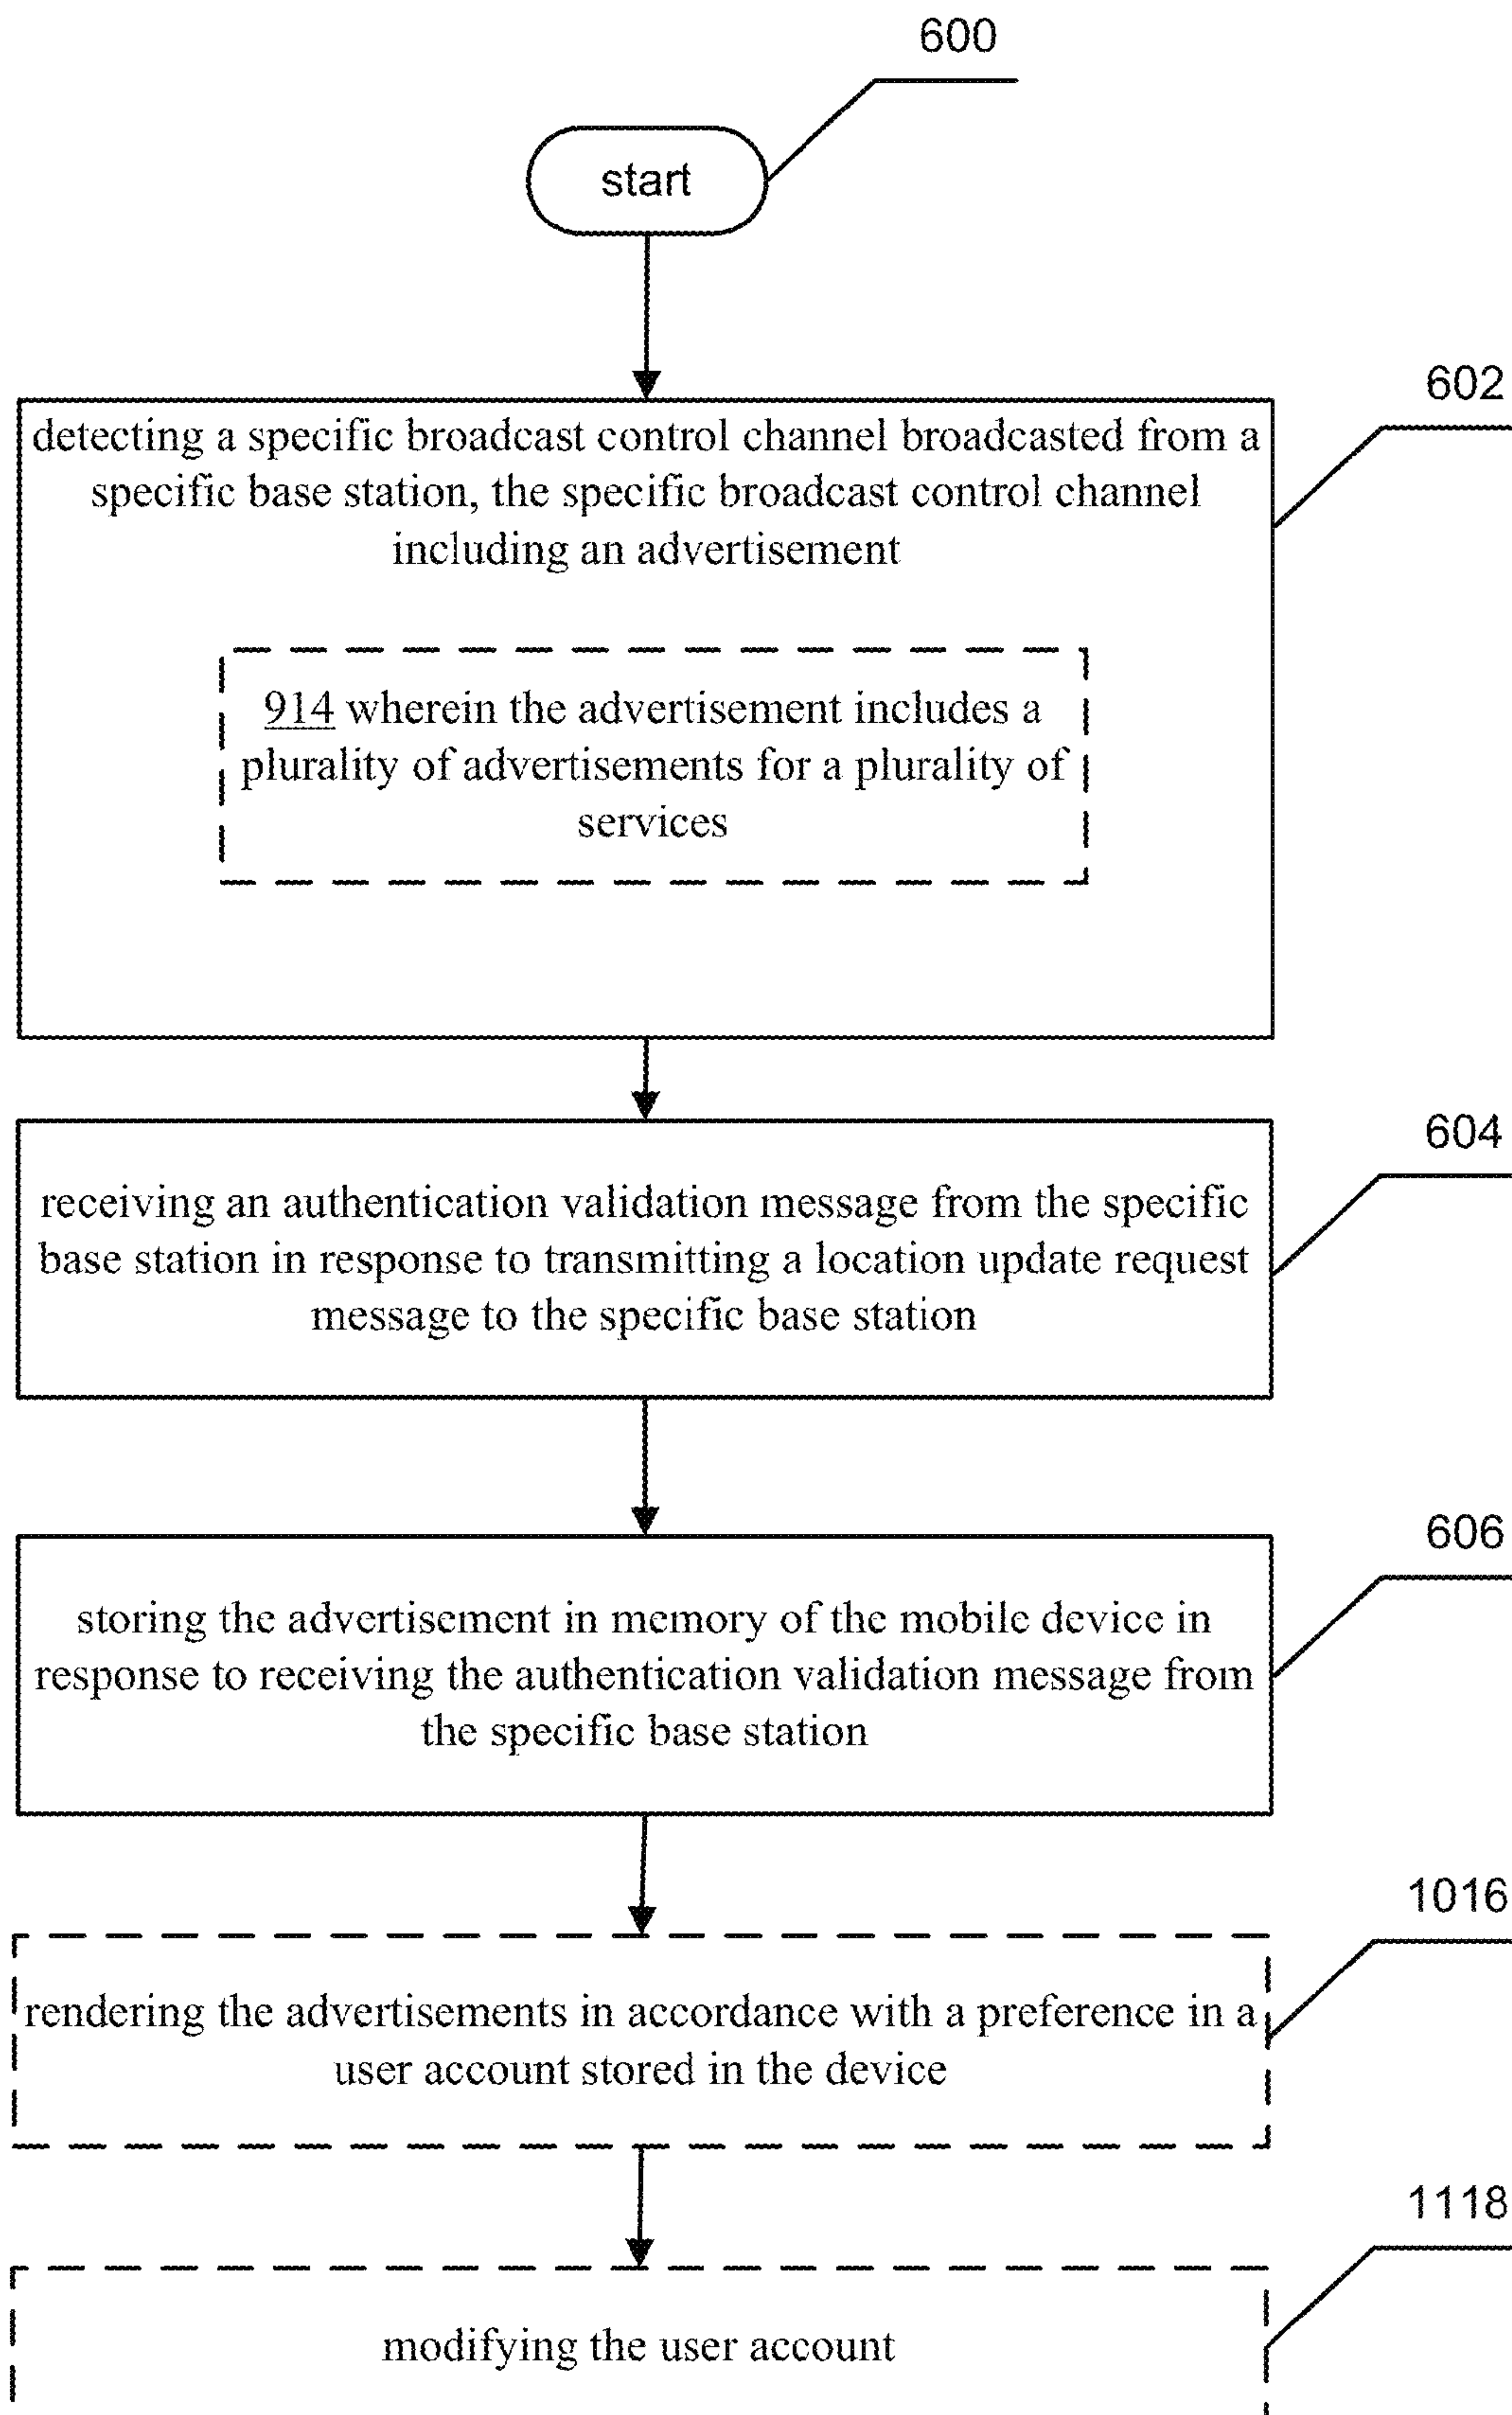 600
start
602
detecting a specific broadcast control channel broadcasted from a
specific base station, the specific broadcast control channel
including an advertisement
914 wherein the advertisement includes a
plurality of advertisements for a plurality of
services
604
receiving an authentication validation message from the specific
base station in response to transmitting a location update request
message to the specific base station
606
storing the advertisement in memory of the mobile device in
response to receiving the authentication validation message from
the specific base station
1016
rendering the advertisements in accordance with a preference in a
user account stored in the device
1118
modifying the user account